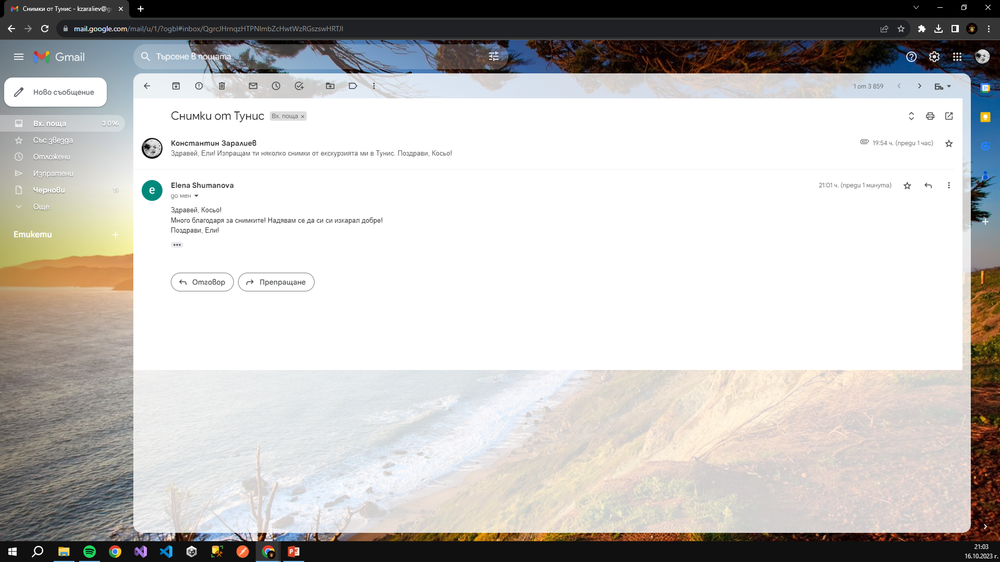 Снимки от Тунис - kzaraliev@g
mail.google.com/mail/u/1/?ogbl#inbox/QgrcJHrnqzHTPNlmbZcHwtWzRGszswHRTJl
Gmail
Търсене в пощата
Ново съобщение
1 от 3 859
Бъ
Вх. поща 3 096
Със звезда
Отложени
Изпратени
Чернови 19
Още
Етикети
Снимки от Тунис Вх. поща
Константин Заралиев 19:54 ч. (преди 1 час)
Здравей, Ели! Изпращам ти няколко снимки от екскурзията ми в Тунис. Поздрави, Косьо!
e
Elena Shumanova 21:01 ч. (преди 1 минута)
до мен
Здравей, Косьо!
Много благодаря за снимките! Надявам се да си си изкарал добре!
Поздрави, Ели!
Отговор Препращане
31
21:03
16.10.2023 г.